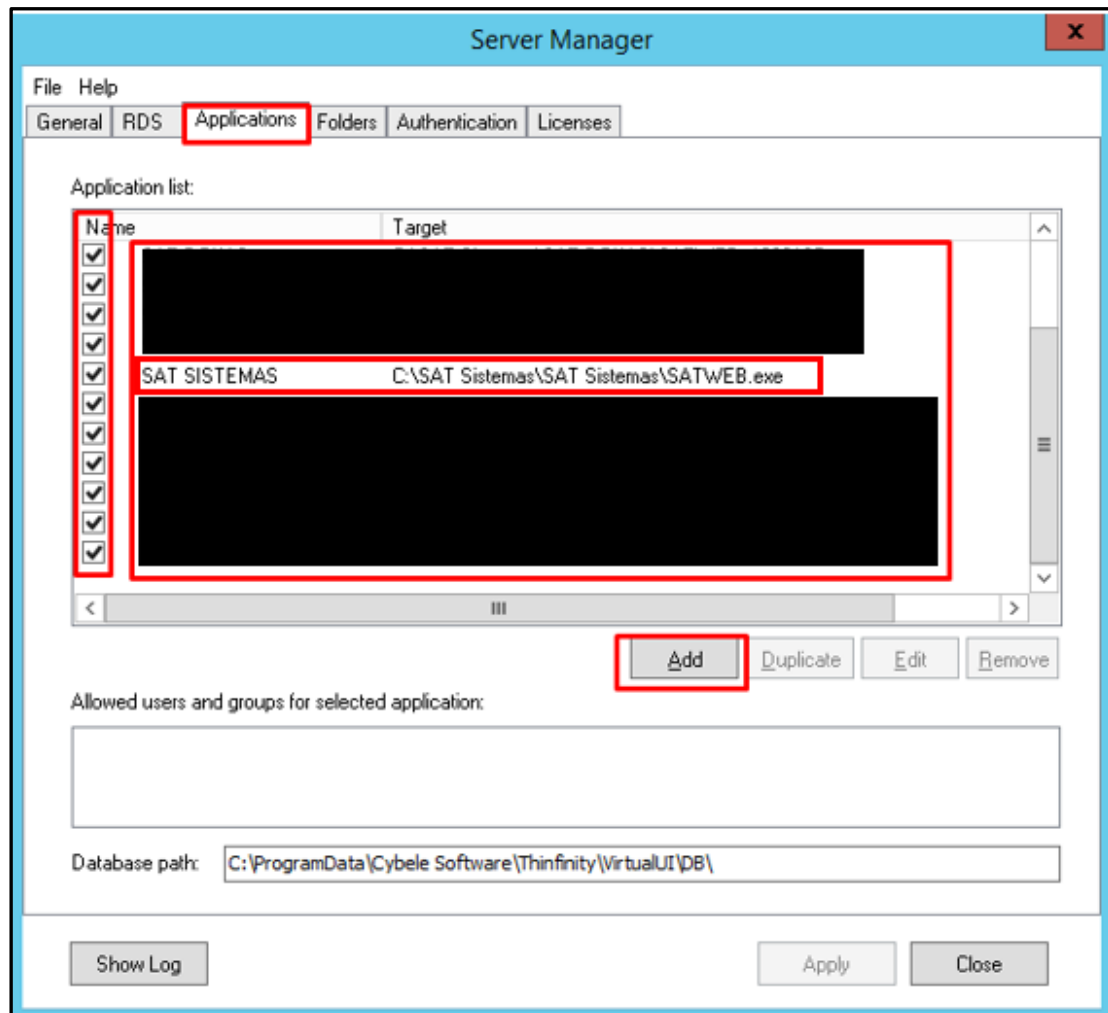 Server Manager
x
File Help
General RDS Applications Folders Authentication Licenses
Application list:
Name Target
SAT SISTEMAS C:\SAT Sistemas\SAT Sistemas\SATWEB.exe
Add Duplicate Edit Remove
Allowed users and groups for selected application:
Database path: C:\ProgramData\Cybele Software\Thinfinity\VirtualUI\DB\
Show Log Apply Close